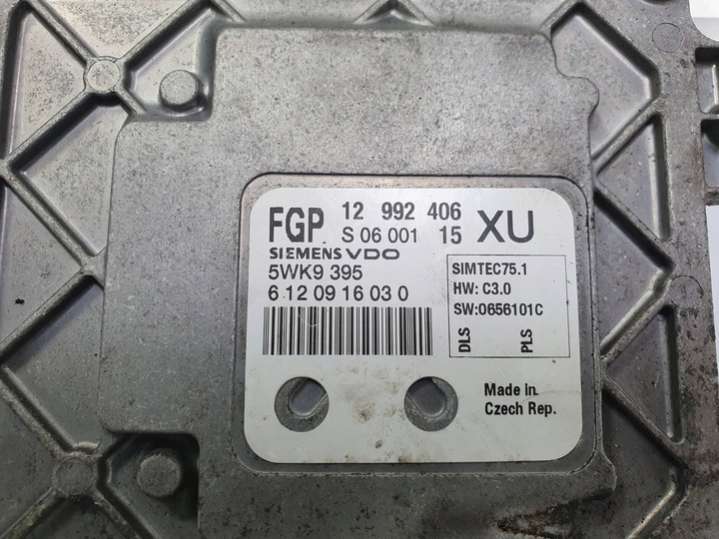 FGP 12 992 406 XU
S 06 001 15
SIEMENS VDO
5WK9 395
6 12 09 16 03 0
SIMTEC75.1
HW: C3.0
SW:0656101C
DLS PLS
Made in
Czech Rep.